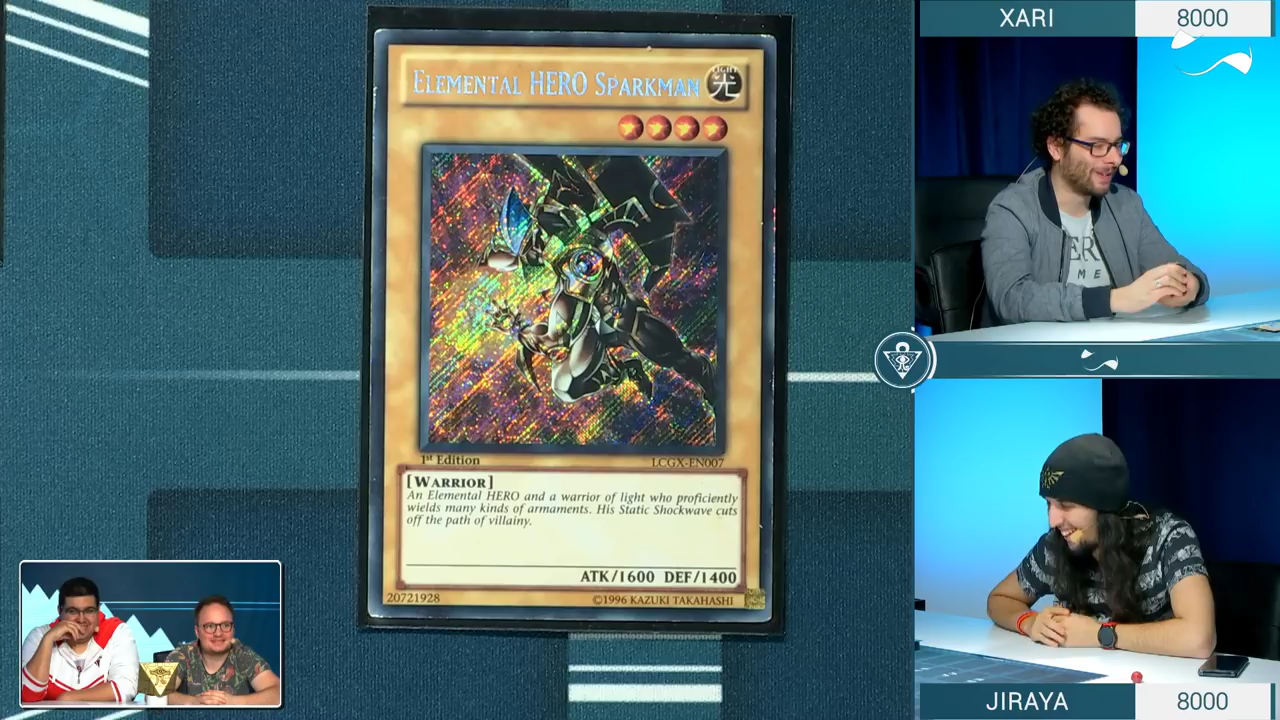 XARI
8000
ELEMENTAL HERO SPARKMAN
LIGHT
光
1st Edition
LCGX-EN007
[WARRIOR]
An Elemental HERO and a warrior of light who proficiently
wields many kinds of armaments. His Static Shockwave cuts
off the path of villainy.
ATK/1600 DEF/1400
20721928
©1996 KAZUKI TAKAHASHI
JIRAYA
8000